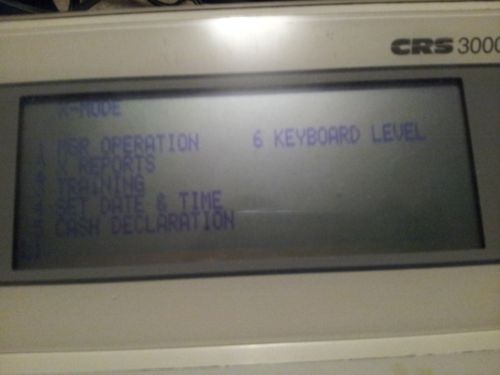 CRS 3000
X-MODE
1 MGR OPERATION 6 KEYBOARD LEVEL
2 X REPORTS
3 TRAINING
4 SET DATE & TIME
5 CASH DECLARATION